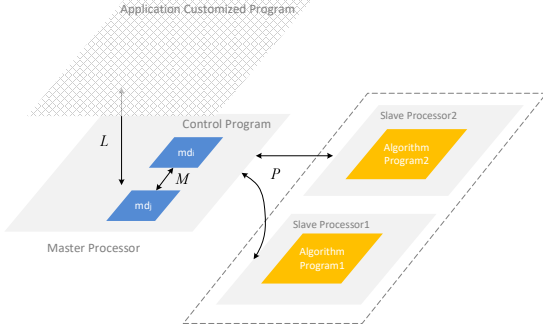 Application Customized Program
Slave Processor2
Control Program
L
mdᵢ
Algorithm
Program2
M
P
mdⱼ
Slave Processor1
Master Processor
Algorithm
Program1